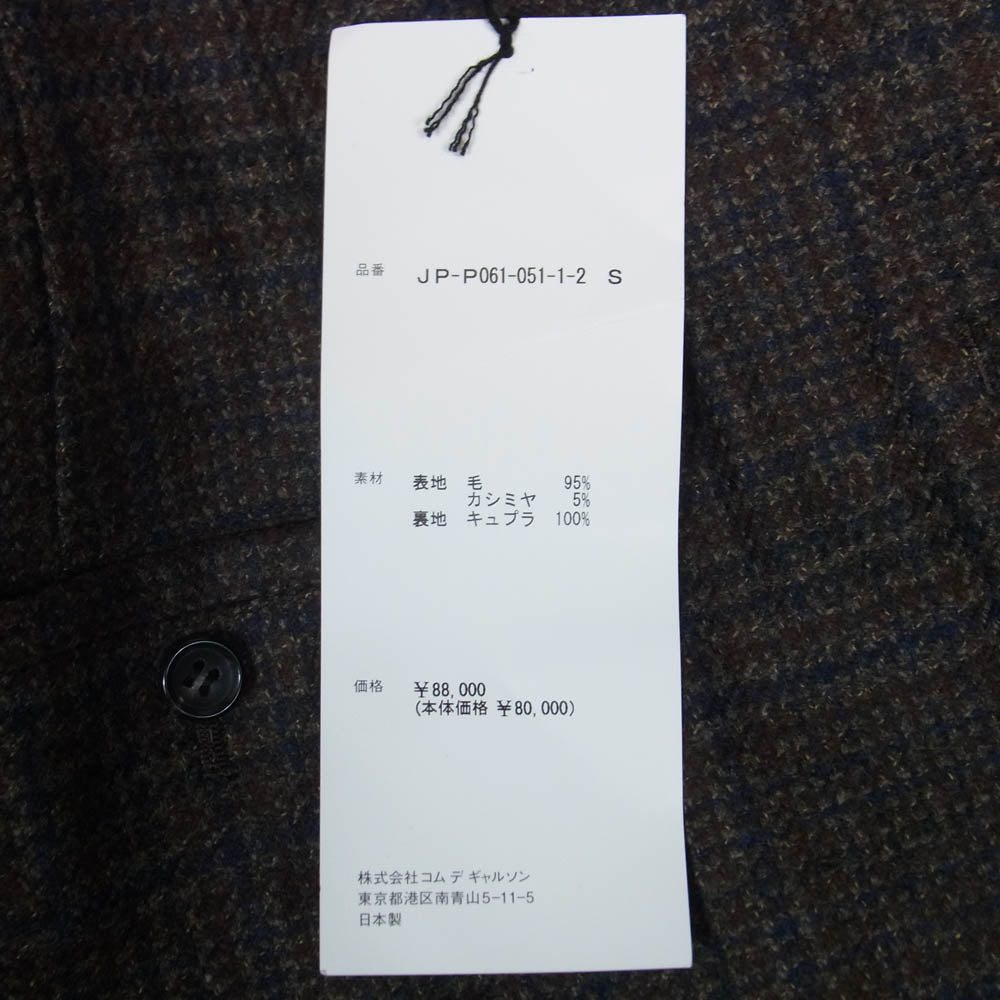 品番 JP-P061-051-1-2 S
素材 表地 毛 95%
カシミヤ 5%
裏地 キュプラ 100%
価格 ¥88,000
(本体価格 ¥80,000)
株式会社コム デ ギャルソン
東京都港区南青山5-11-5
日本製